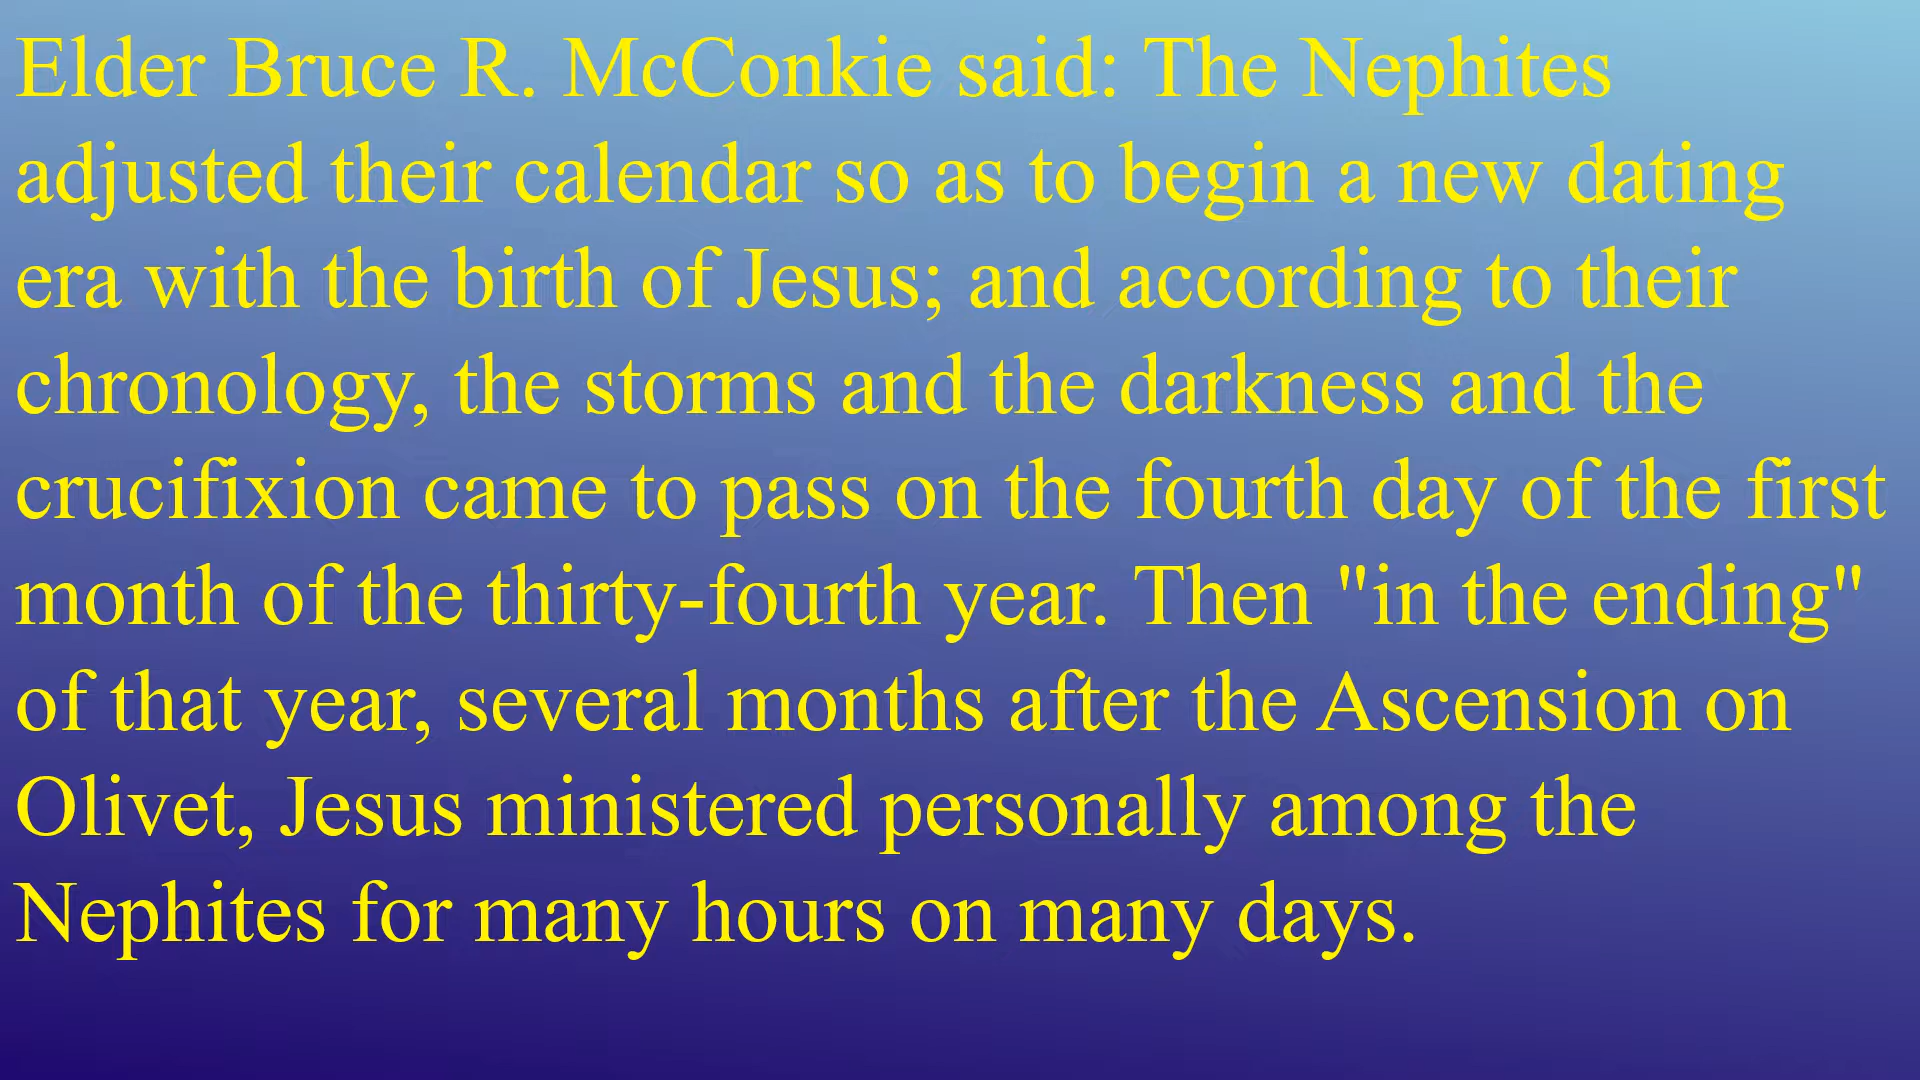 Elder Bruce R. McConkie said: The Nephites
adjusted their calendar so as to begin a new dating
era with the birth of Jesus; and according to their
chronology, the storms and the darkness and the
crucifixion came to pass on the fourth day of the first
month of the thirty-fourth year. Then "in the ending"
of that year, several months after the Ascension on
Olivet, Jesus ministered personally among the
Nephites for many hours on many days.